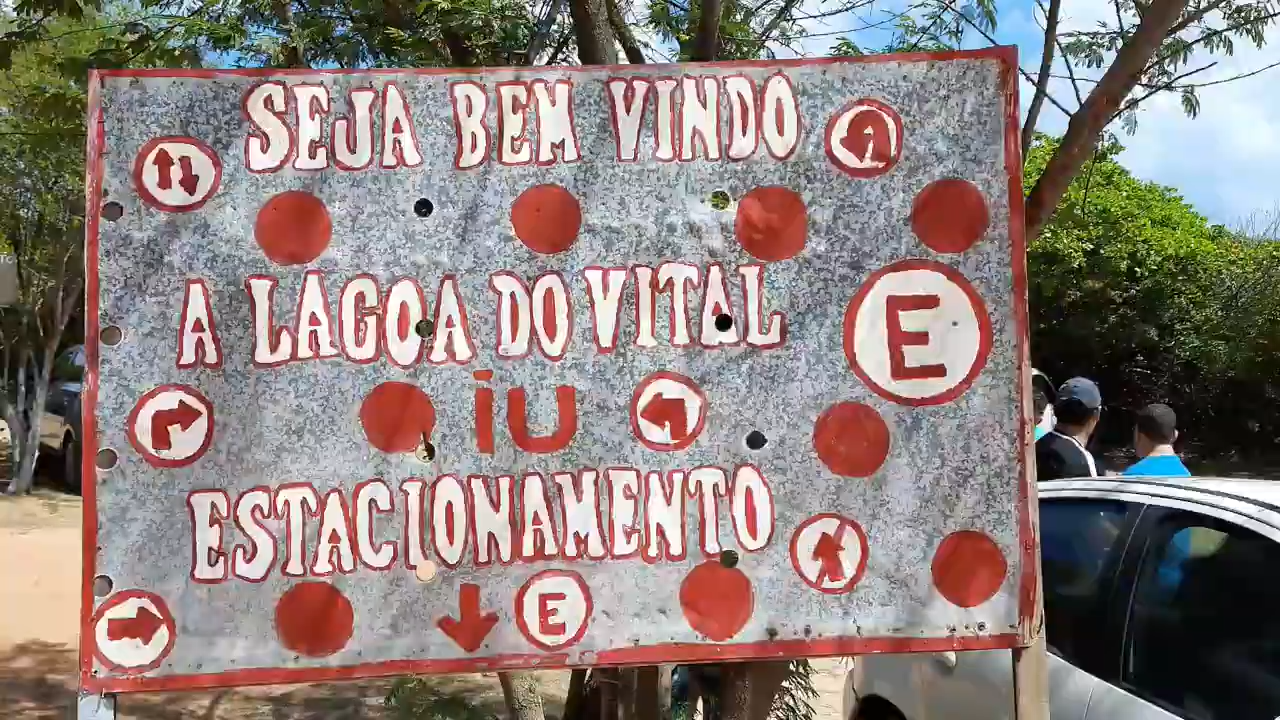 SEJA BEM VINDO
A LAGOA DO VITAL
E
iU
ESTACIONAMENTO
E